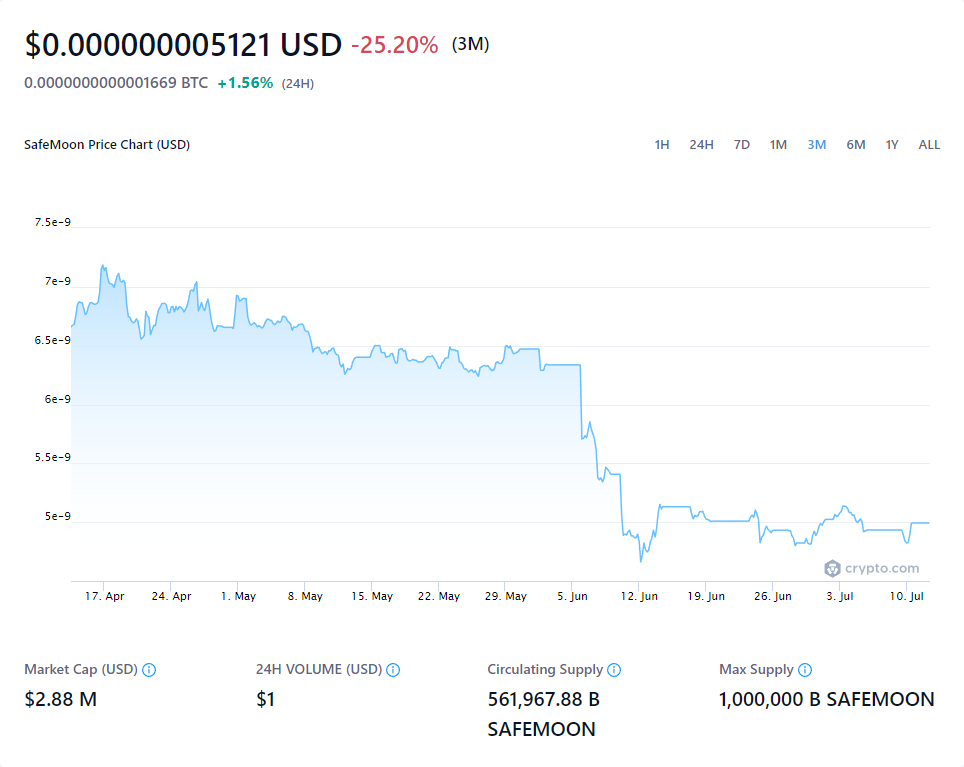 $0.000000005121 USD -25.20% (3M)
0.0000000000001669 BTC +1.56% (24H)
SafeMoon Price Chart (USD) 1H 24H 7D 1M 3M 6M 1Y ALL
7.5e-9
7e-9
6.5e-9
6e-9
5.5e-9
5e-9
crypto.com
17. Apr 24. Apr 1. May 8. May 15. May 22. May 29. May 5. Jun 12. Jun 19. Jun 26. Jun 3. Jul 10. Jul
Market Cap (USD) 24H VOLUME (USD) Circulating Supply Max Supply
$2.88 M $1 561,967.88 B 1,000,000 B SAFEMOON
SAFEMOON